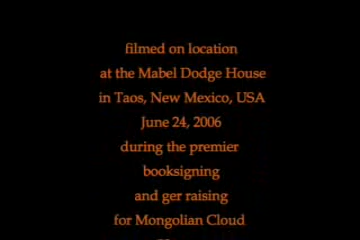 filmed on location
at the Mabel Dodge House
in Taos, New Mexico, USA
June 24, 2006
during the premier
booksigning
and ger raising
for Mongolian Cloud